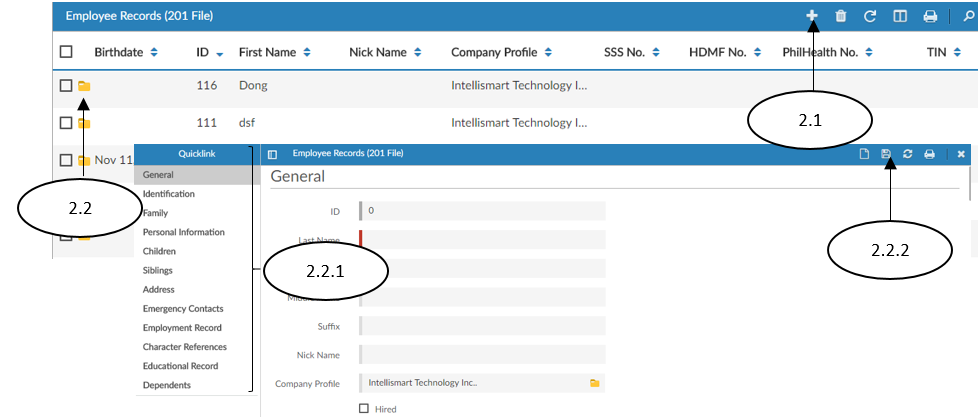 Employee Records (201 File)
Birthdate ID First Name Nick Name Company Profile SSS No. HDMF No. PhilHealth No. TIN
116 Dong Intellismart Technology I...
2.1
111 dsf Intellismart Technology I...
Nov 11
2.2
Quicklink
General
Identification
Family
Personal Information
Children
Siblings
Address
Emergency Contacts
Employment Record
Character References
Educational Record
Dependents
Employee Records (201 File)
General
ID 0
Last Name
2.2.1
2.2.2
Suffix
Nick Name
Company Profile Intellismart Technology Inc..
Hired